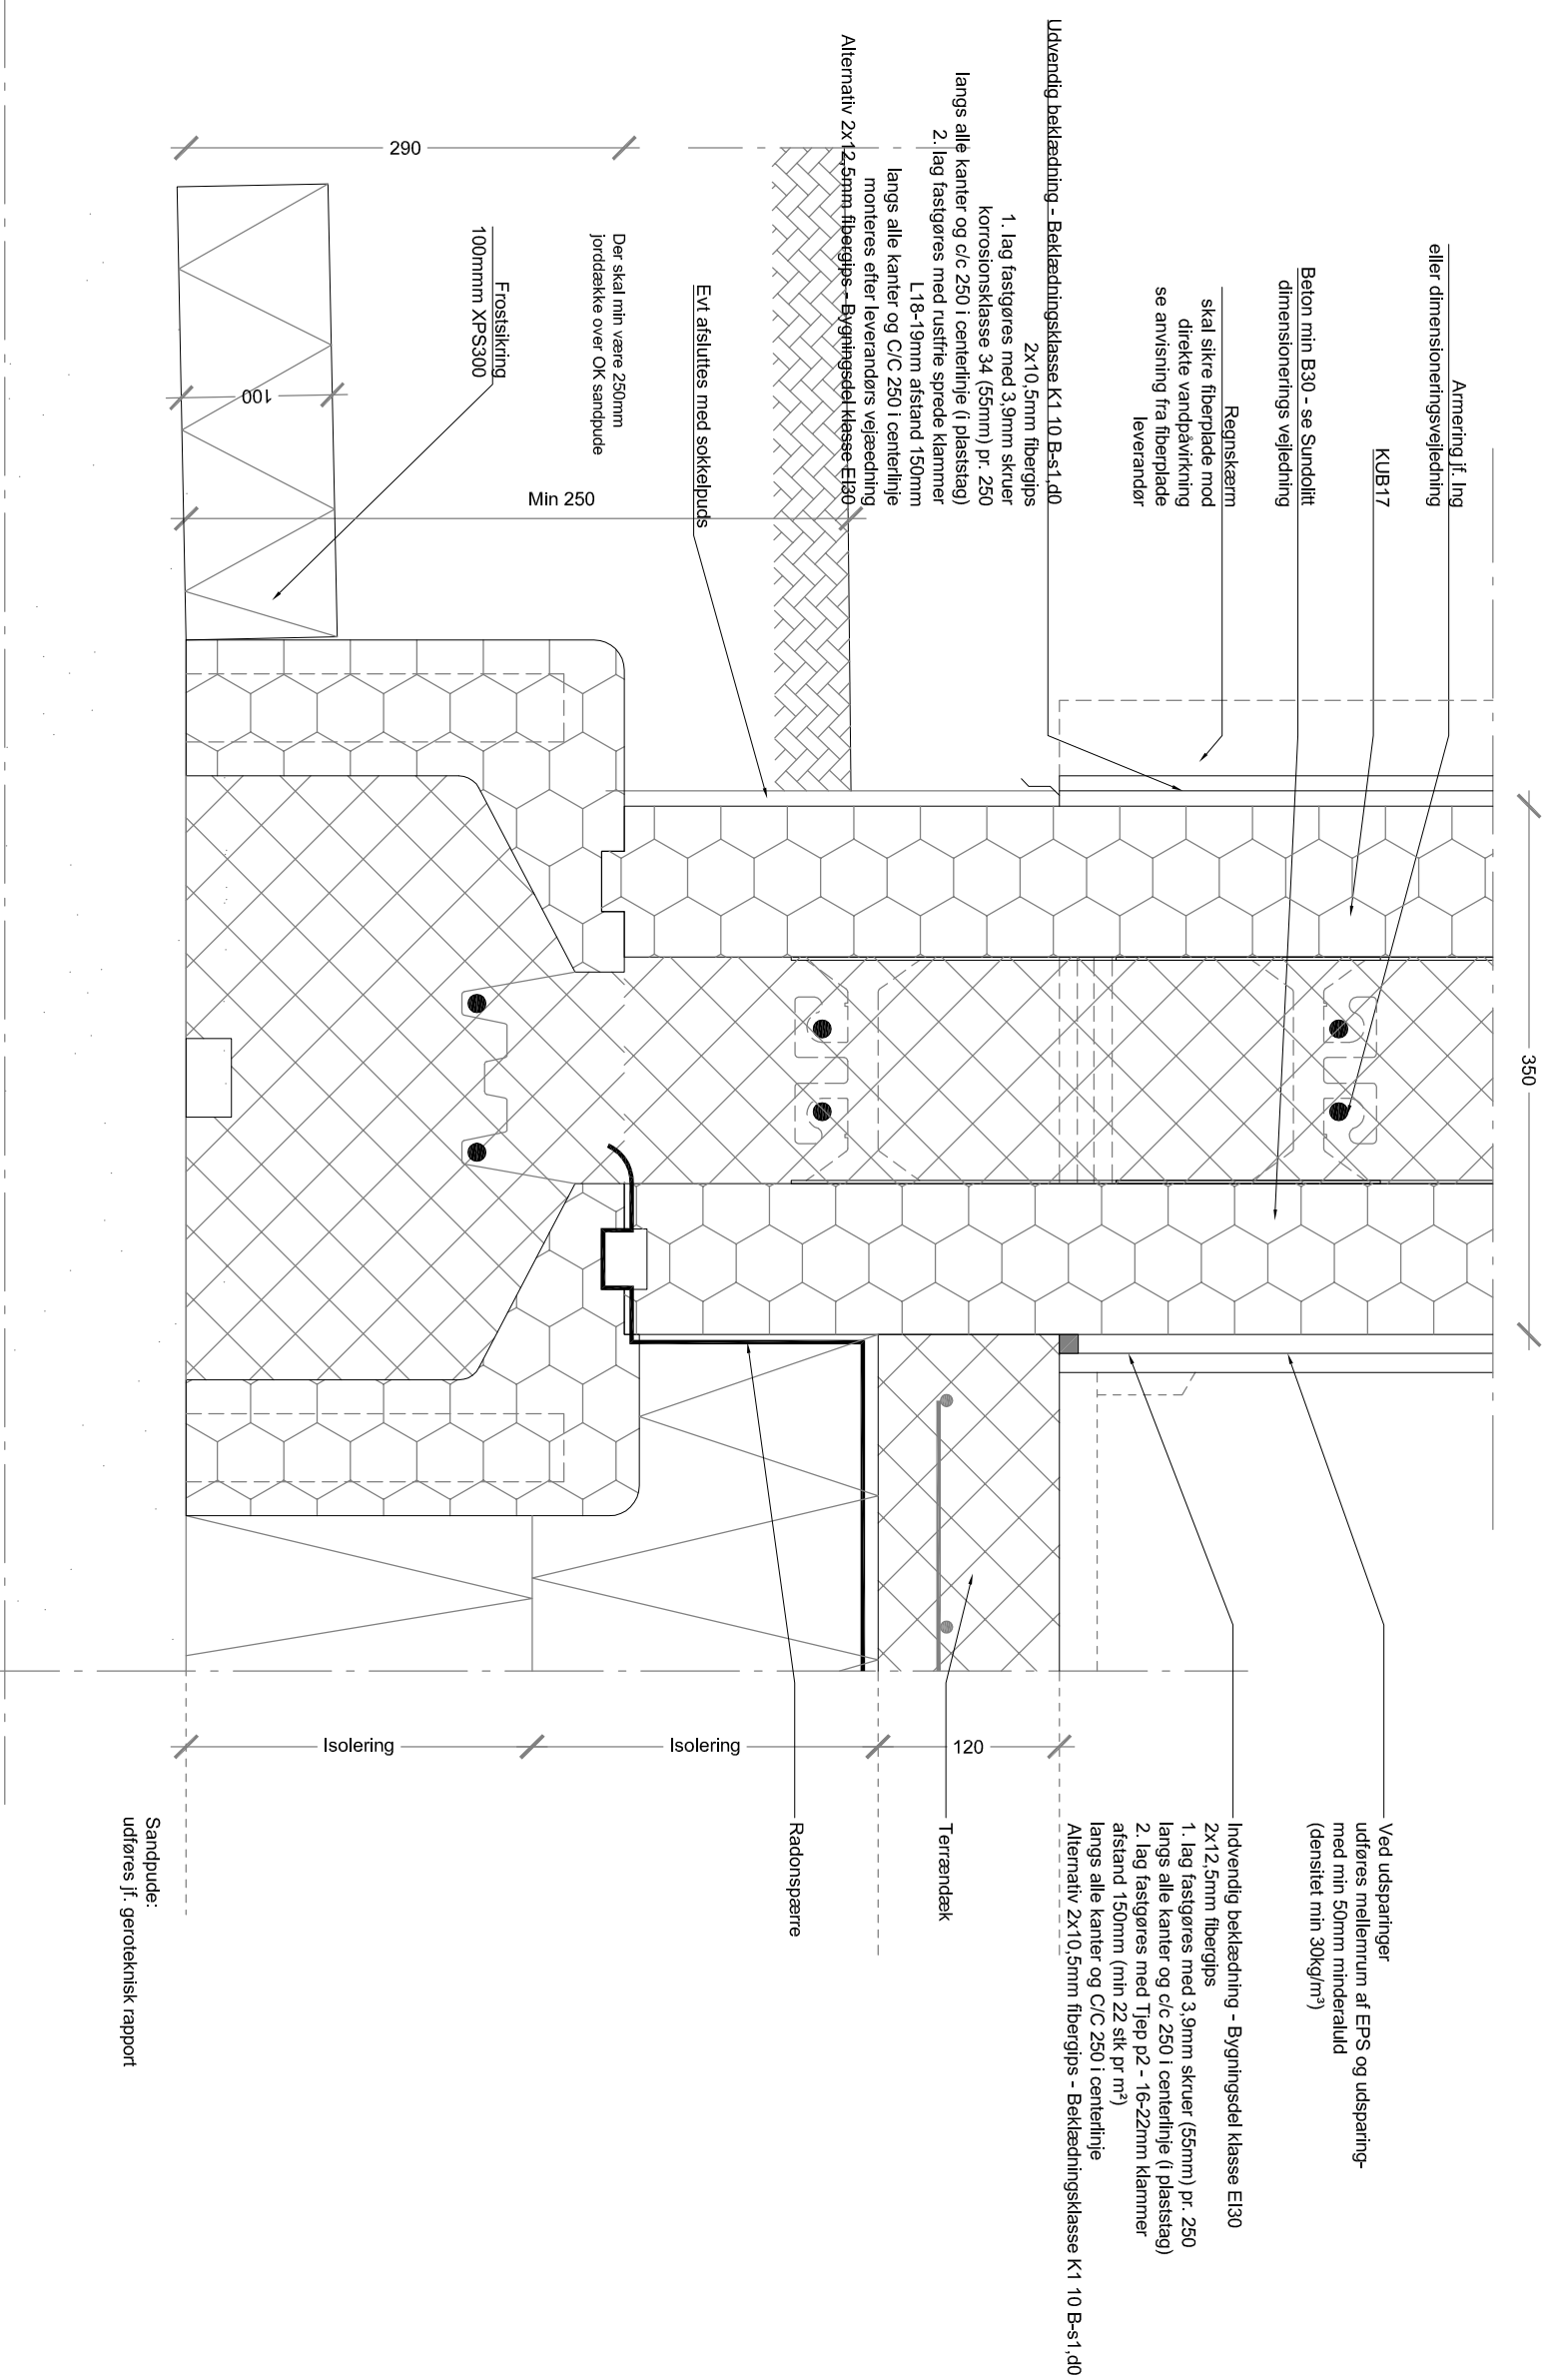 Armering jf. Ing
eller dimensioneringsvejledning
KUB17
Beton min B30 - se Sundolitt
dimensionerings vejledning
Regnskærm
skal sikre fiberplade mod
direkte vandpåvirkning
se anvisning fra fiberplade
leverandør
Udvendig beklædning - Beklædningsklasse K1 10 B-s1,d0
2x10,5mm fibergips
1. lag fastgøres med 3,9mm skruer
korrosionsklasse 34 (55mm) pr. 250
langs alle kanter og c/c 250 i centerlinje (i plaststag)
2. lag fastgøres med rustfrie sprede klammer
L18-19mm afstand 150mm
langs alle kanter og C/C 250 i centerlinje
monteres efter leverandørs vejæedning
Alternativ 2x12,5mm fibergips - Bygningsdel klasse EI30
Evt afsluttes med sokkelpuds
Der skal min være 250mm
jorddække over OK sandpude
Frostsikring
100mmm XPS300
290
100
Min 250
350
Ved udsparinger
udføres mellemrum af EPS og udsparing-
med min 50mm minderaluld
(densitet min 30kg/m³)
Indvendig beklædning - Bygningsdel klasse EI30
2x12,5mm fibergips
1. lag fastgøres med 3,9mm skruer (55mm) pr. 250
langs alle kanter og c/c 250 i centerlinje (i plaststag)
2. lag fastgøres med Tjep p2 - 16-22mm klammer
afstand 150mm (min 22 stk pr m²)
langs alle kanter og C/C 250 i centerlinje
Alternativ 2x10,5mm fibergips - Beklædningsklasse K1 10 B-s1,d0
120
Terrændæk
Isolering
Radonspærre
Isolering
Sandpude:
udføres jf. geroteknisk rapport